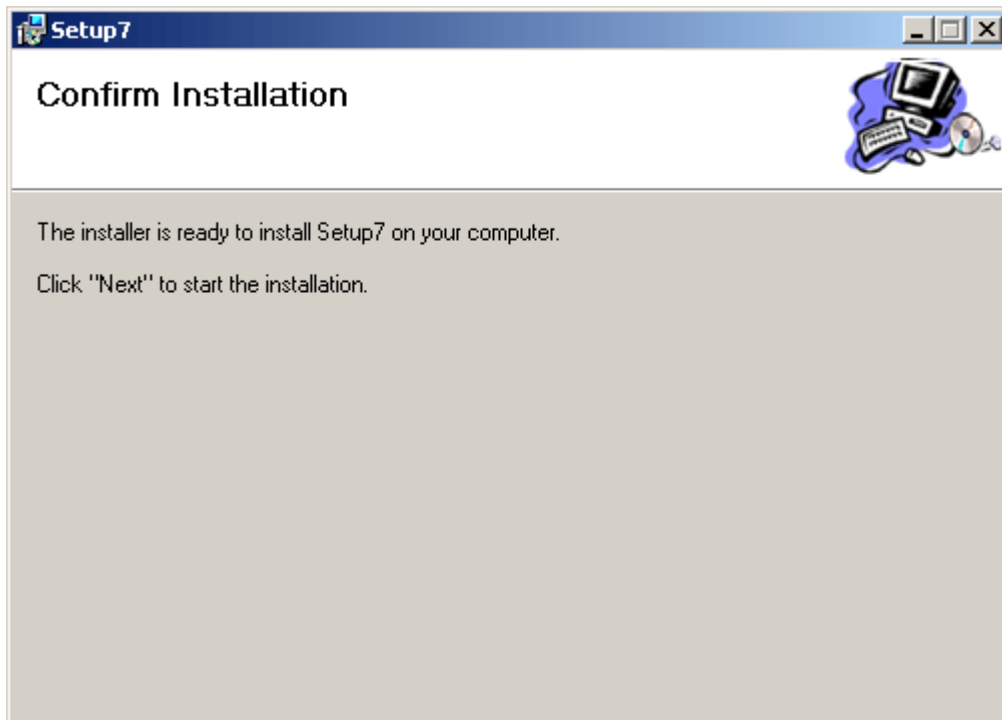 Setup7
Confirm Installation
The installer is ready to install Setup7 on your computer.
Click "Next" to start the installation.